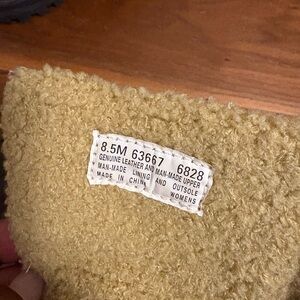 8.5M 63667 6828
GENUINE LEATHER AND MAN-MADE UPPER
MAN-MADE LINING AND OUTSOLE
MADE IN CHINA WOMENS